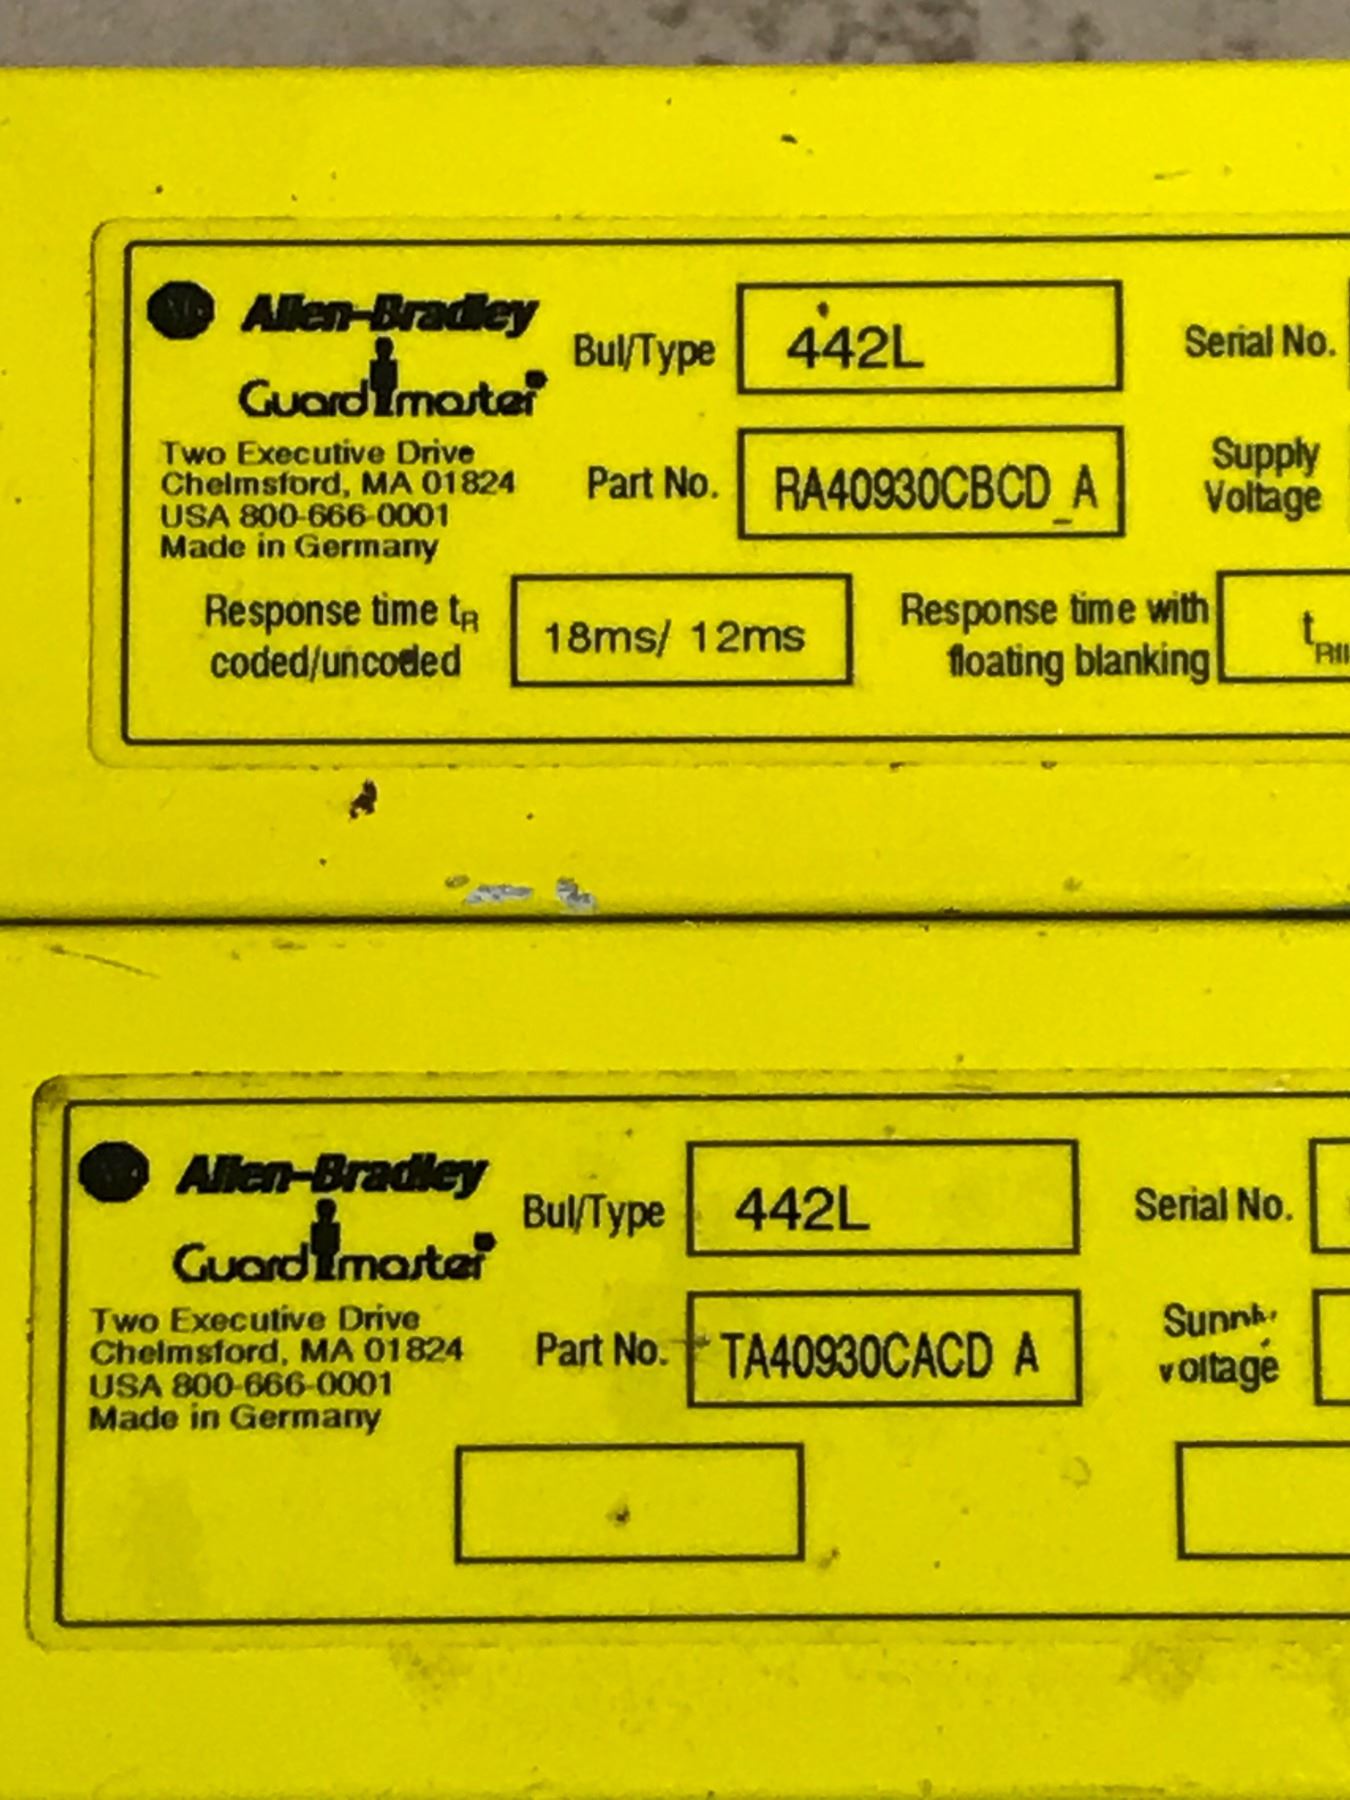 Allen-Bradley
Guardmaster
Two Executive Drive
Chelmsford, MA 01824
USA 800-666-0001
Made in Germany
Bul/Type 442L Serial No.
Part No. RA40930CBCD_A Supply
Voltage
Response time tR
coded/uncoded
18ms/ 12ms
Response time with
floating blanking
Allen-Bradley
Guardmaster
Two Executive Drive
Chelmsford, MA 01824
USA 800-666-0001
Made in Germany
Bul/Type 442L Serial No.
Part No. TA40930CACD A Supply
voltage